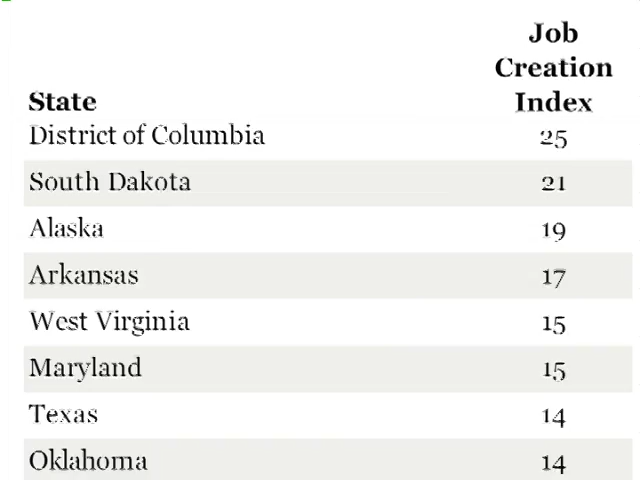 State Job Creation Index
District of Columbia 25
South Dakota 21
Alaska 19
Arkansas 17
West Virginia 15
Maryland 15
Texas 14
Oklahoma 14